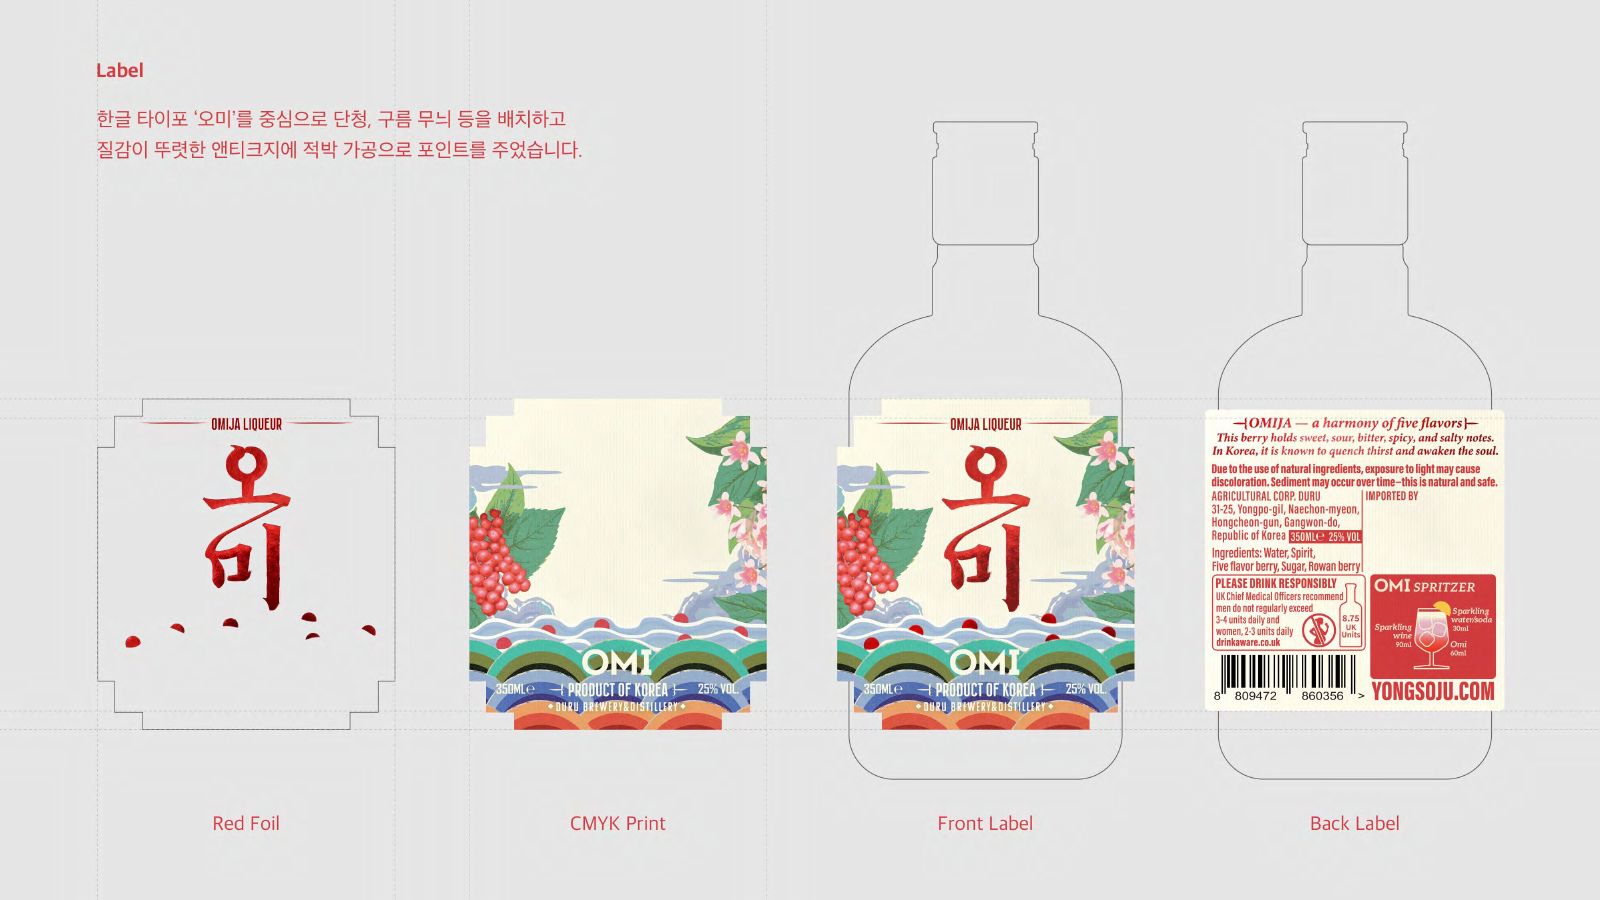 Label
한글 타이포 ‘오미’를 중심으로 단청, 구름 무늬 등을 배치하고
질감이 뚜렷한 앤티크지에 적박 가공으로 포인트를 주었습니다.
OMIJA LIQUEUR
오
미
Red Foil
OMI
350ML℮ PRODUCT OF KOREA 25% VOL.
DURU BREWERY&DISTILLERY
CMYK Print
OMIJA LIQUEUR
오
미
OMI
350ML℮ PRODUCT OF KOREA 25% VOL.
DURU BREWERY&DISTILLERY
Front Label
OMIJA — a harmony of five flavors
This berry holds sweet, sour, bitter, spicy, and salty notes.
In Korea, it is known to quench thirst and awaken the soul.
Due to the use of natural ingredients, exposure to light may cause
discoloration. Sediment may occur over time–this is natural and safe.
AGRICULTURAL CORP. DURU
31-25, Yongpo-gil, Naechon-myeon,
Hongcheon-gun, Gangwon-do,
Republic of Korea 350ML℮ 25% VOL
Ingredients: Water, Spirit,
Five flavor berry, Sugar, Rowan berry
IMPORTED BY
PLEASE DRINK RESPONSIBLY
UK Chief Medical Officers recommend
men do not regularly exceed
3-4 units daily and
women, 2-3 units daily
drinkaware.co.uk
8.75
UK
Units
OMI SPRITZER
Sparkling
water/soda
30ml
Sparkling
wine
90ml
Omi
60ml
8 809472 860356 >
YONGSOJU.COM
Back Label